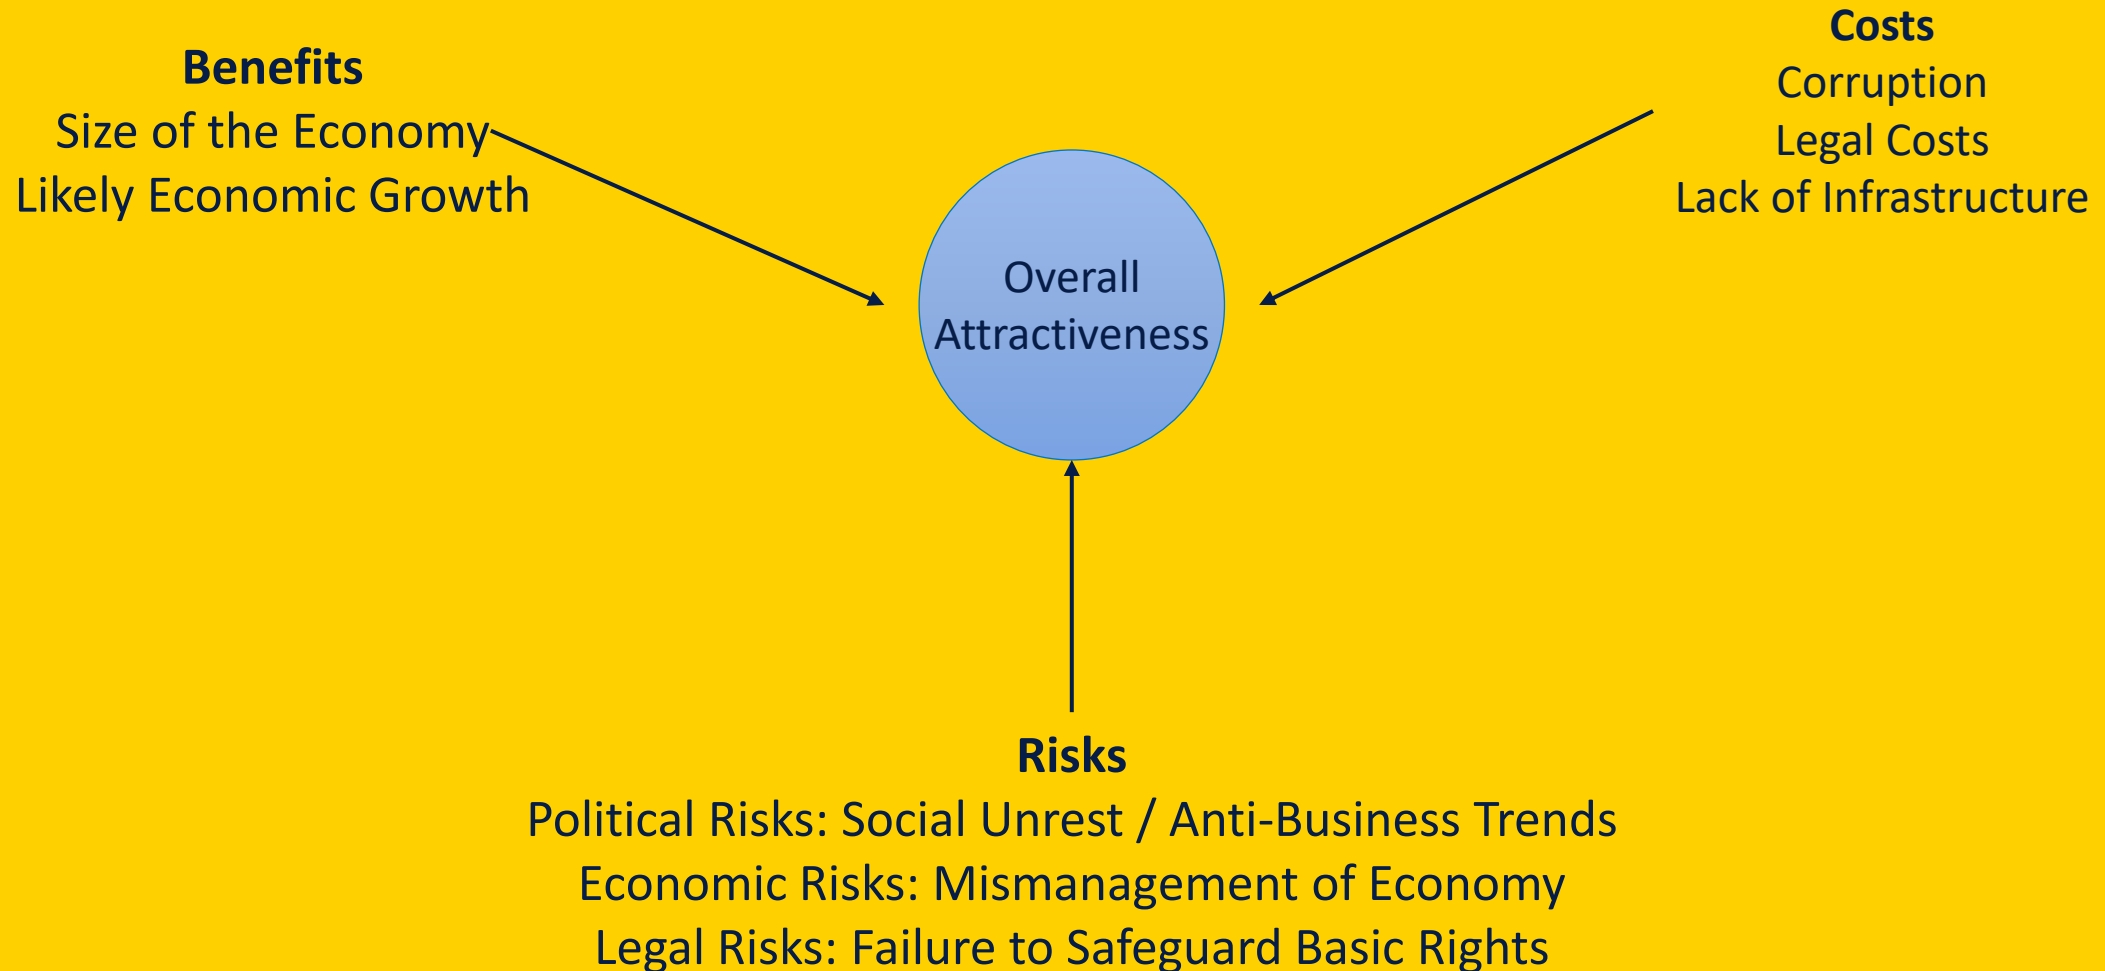 Benefits
Size of the Economy
Likely Economic Growth
Costs
Corruption
Legal Costs
Lack of Infrastructure
Overall
Attractiveness
Risks
Political Risks: Social Unrest / Anti-Business Trends
Economic Risks: Mismanagement of Economy
Legal Risks: Failure to Safeguard Basic Rights